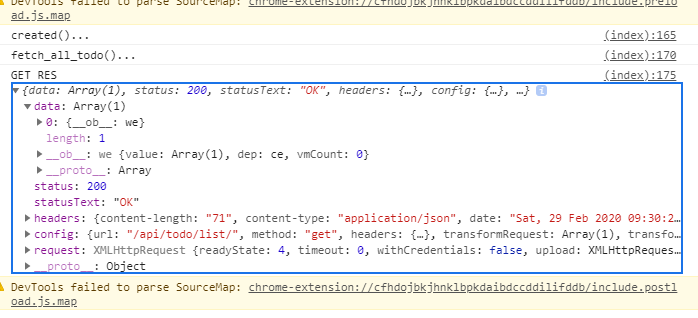 DevTools failed to parse SourceMap: chrome-extension://cfhdojbkjhnklbpkdaibdccddilifddb/include.prelo
ad.js.map
created()... (index):165
fetch_all_todo()... (index):170
GET RES (index):175
▼{data: Array(1), status: 200, statusText: "OK", headers: {…}, config: {…}, …} i
▼data: Array(1)
▶0: {__ob__: we}
length: 1
▶__ob__: we {value: Array(1), dep: ce, vmCount: 0}
▶__proto__: Array
status: 200
statusText: "OK"
▶headers: {content-length: "71", content-type: "application/json", date: "Sat, 29 Feb 2020 09:30:2…
▶config: {url: "/api/todo/list/", method: "get", headers: {…}, transformRequest: Array(1), transfo…
▶request: XMLHttpRequest {readyState: 4, timeout: 0, withCredentials: false, upload: XMLHttpReques…
▶__proto__: Object
DevTools failed to parse SourceMap: chrome-extension://cfhdojbkjhnklbpkdaibdccddilifddb/include.postl
oad.js.map